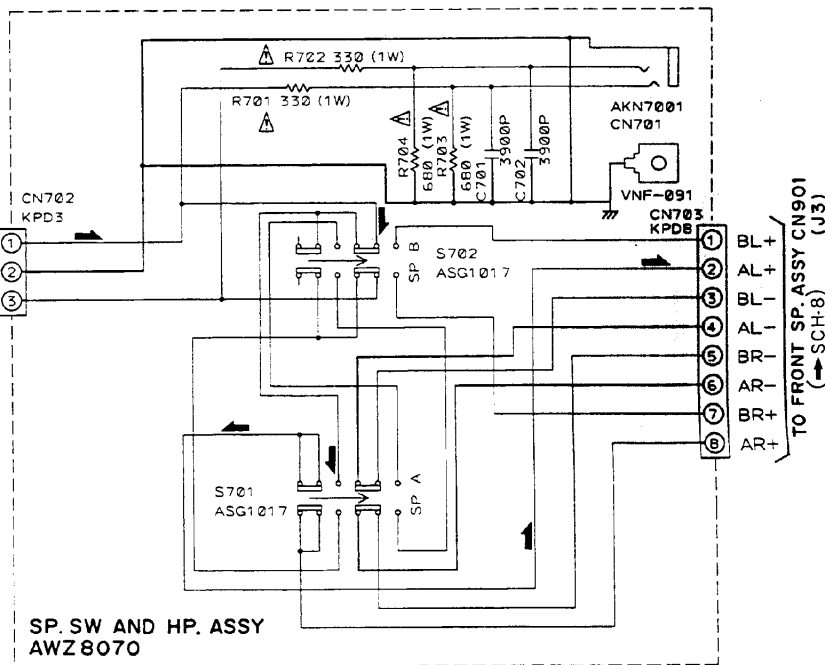 R702 330 (1W)
R701 330 (1W)
R704
680 (1W)
R703
680 (1W)
C701
3900P
C702
3900P
AKN7001
CN701
VNF-091
CN702
KPD3
1
2
3
CN703
KPD8
SP B
S702
ASG1017
1 BL+
2 AL+
3 BL-
4 AL-
5 BR-
6 AR-
7 BR+
8 AR+
TO FRONT SP. ASSY CN901
(→SCH-8) (J3)
S701
ASG1017
SP A
SP. SW AND HP. ASSY
AWZ8070